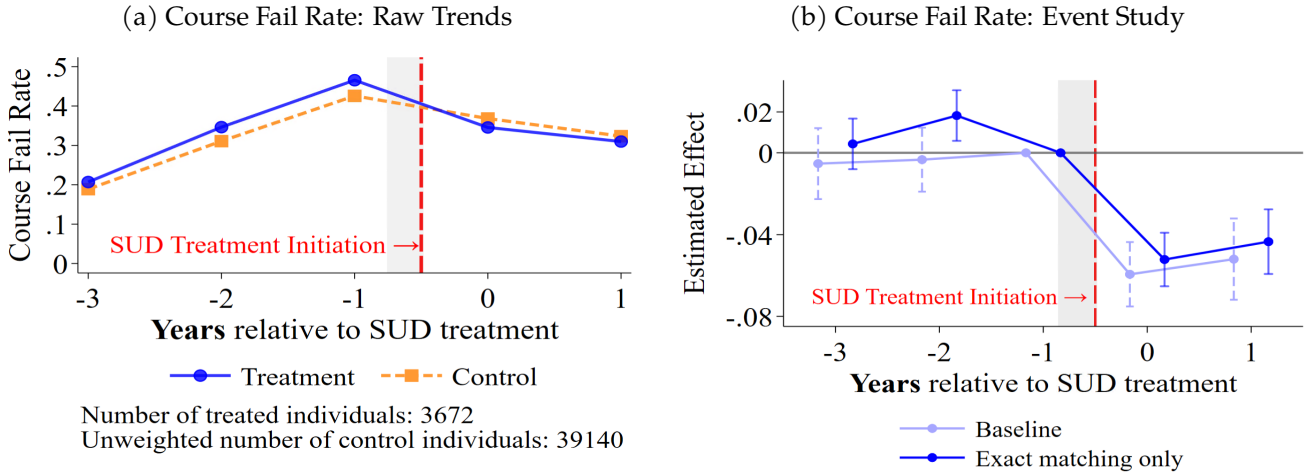 (a) Course Fail Rate: Raw Trends
Course Fail Rate
.5
.4
.3
.2
.1
0
SUD Treatment Initiation →
-3 -2 -1 0 1
Years relative to SUD treatment
Treatment Control
Number of treated individuals: 3672
Unweighted number of control individuals: 39140
(b) Course Fail Rate: Event Study
Estimated Effect
.02
0
-.04
-.08
SUD Treatment Initiation →
-3 -2 -1 0 1
Years relative to SUD treatment
Baseline
Exact matching only